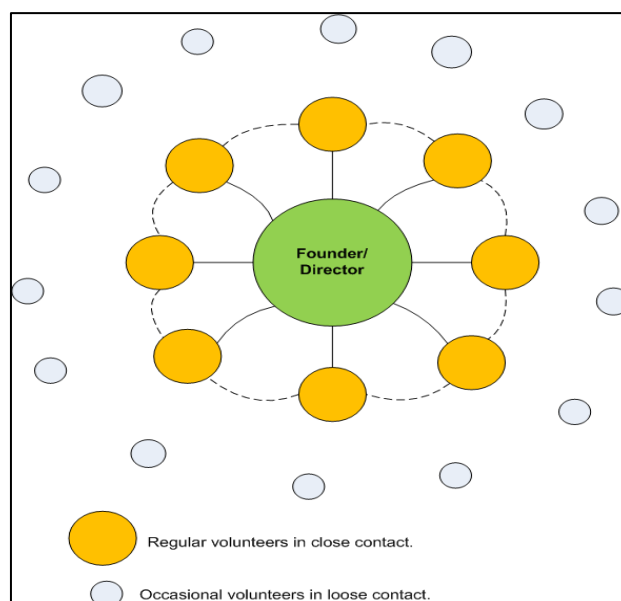 Founder/
Director
Regular volunteers in close contact.
Occasional volunteers in loose contact.